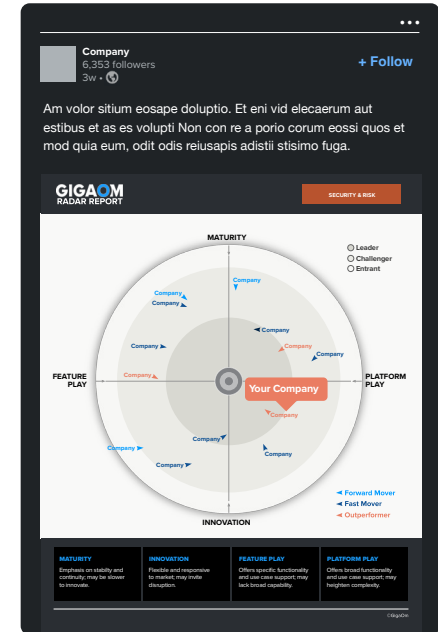 Company
6,353 followers
3w •
+ Follow
Am volor sitium eosape doluptio. Et eni vid elecaerum aut
estibus et as es volupti Non con re a porio corum eossi quos et
mod quia eum, odit odis reiusapis adistii stisimo fuga.
GIGAOM
RADAR REPORT
SECURITY & RISK
MATURITY
Leader
Challenger
Entrant
Company
Company
Company
Company
Company
Company
Company
FEATURE
PLAY
Company
PLATFORM
PLAY
Your Company
Company
Company
Company
Company
Company
Forward Mover
Fast Mover
Outperformer
INNOVATION
MATURITY
Emphasis on stability and
continuity; may be slower
to innovate.
INNOVATION
Flexible and responsive
to market; may invite
disruption.
FEATURE PLAY
Offers specific functionality
and use-case support; may
lack broad capability.
PLATFORM PLAY
Offers broad functionality
and use case support; may
heighten complexity.
©GigaOm